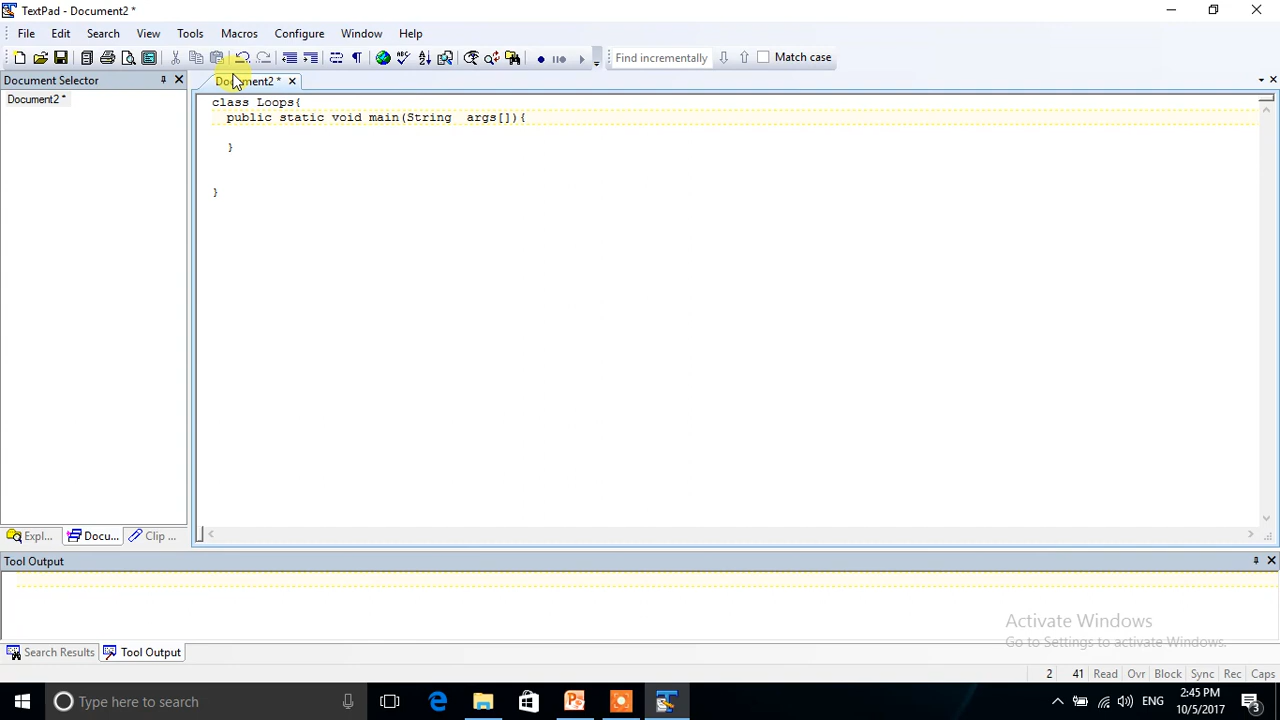 TextPad - Document2 *
File Edit Search View Tools Macros Configure Window Help
Find incrementally Match case
Document Selector
Document2 *
Document2 *
class Loops{
public static void main(String  args[]){
}
}
Expl... Docu... Clip ...
Tool Output
Activate Windows
Go to Settings to activate Windows.
Search Results Tool Output
2 41 Read Ovr Block Sync Rec Caps
Type here to search
ENG
2:45 PM
10/5/2017
3